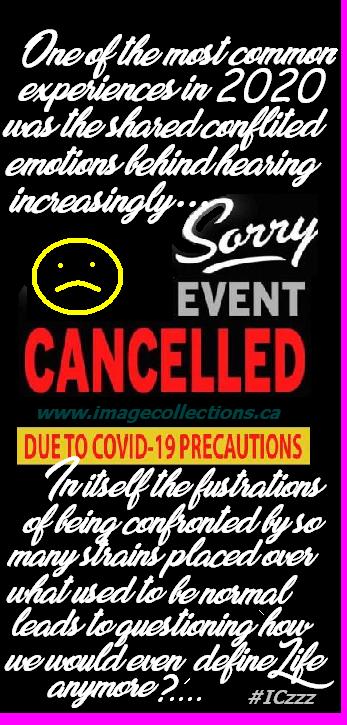 One of the most common
experiences in 2020
was the shared conflited
emotions behind hearing
increasingly...
Sorry
EVENT
CANCELLED
www.imagecollections.ca
DUE TO COVID-19 PRECAUTIONS
In itself the fustrations
of being confronted by so
many strains placed over
what used to be normal
leads to questioning how
we would even define Life
anymore?....
#ICzzz